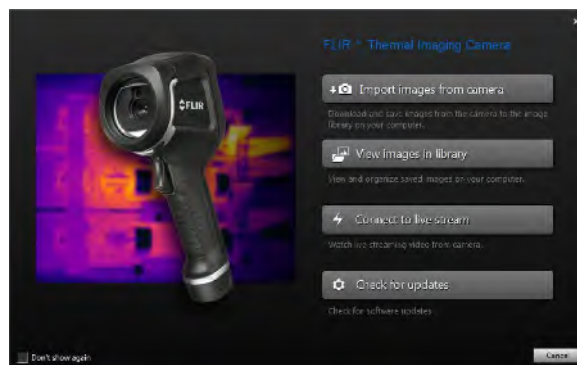 FLIR ™ Thermal Imaging Camera
Import images from camera
Download and save images from the camera to the image
library on your computer.
View images in library
View and organize saved images on your computer.
Connect to live stream
Watch live streaming video from camera.
Check for updates
Check for software updates
FLIR
Don't show again
Cancel